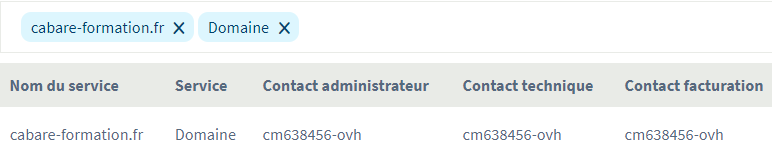 cabare-formation.fr X Domaine X
Nom du service Service Contact administrateur Contact technique Contact facturation
cabare-formation.fr Domaine cm638456-ovh cm638456-ovh cm638456-ovh